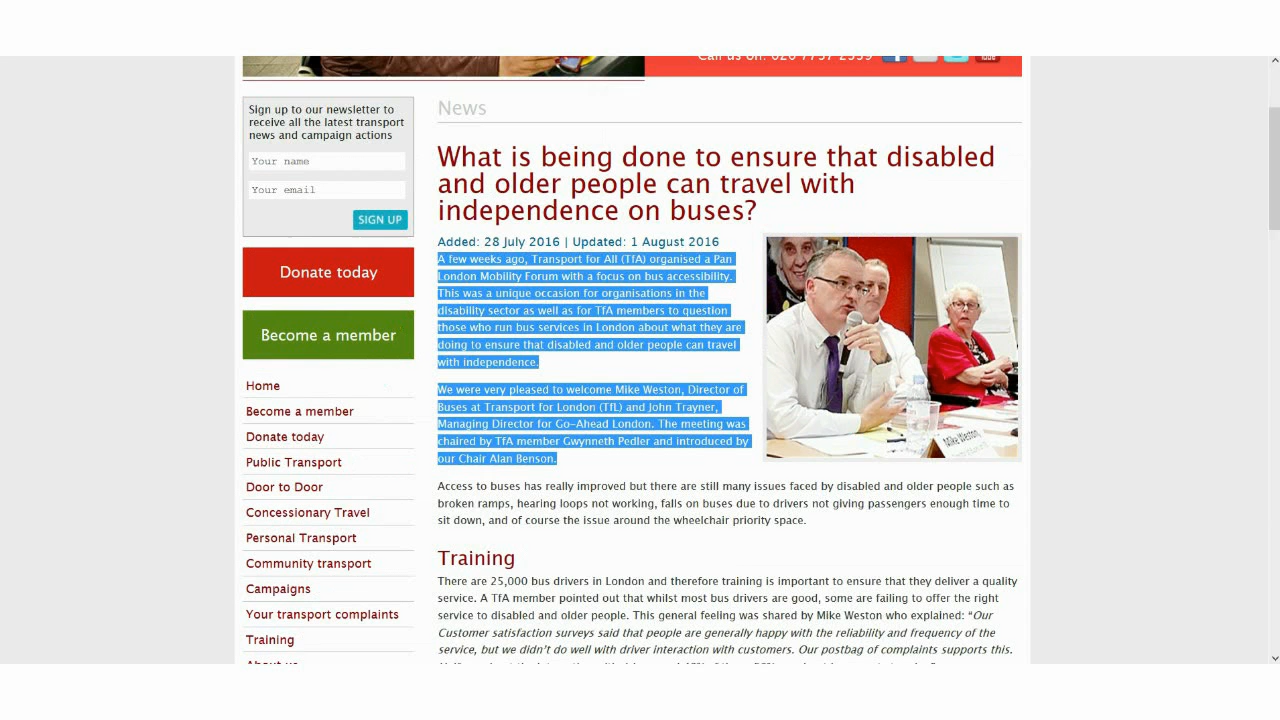 Call us on: 020 7737 2339
Sign up to our newsletter to
receive all the latest transport
news and campaign actions
Your name
Your email
SIGN UP
Donate today
Become a member
Home
Become a member
Donate today
Public Transport
Door to Door
Concessionary Travel
Personal Transport
Community transport
Campaigns
Your transport complaints
Training
About us
News
What is being done to ensure that disabled
and older people can travel with
independence on buses?
Added: 28 July 2016 | Updated: 1 August 2016
A few weeks ago, Transport for All (TfA) organised a Pan
London Mobility Forum with a focus on bus accessibility.
This was a unique occasion for organisations in the
disability sector as well as for TfA members to question
those who run bus services in London about what they are
doing to ensure that disabled and older people can travel
with independence.
We were very pleased to welcome Mike Weston, Director of
Buses at Transport for London (TfL) and John Trayner,
Managing Director for Go-Ahead London. The meeting was
chaired by TfA member Gwynneth Pedler and introduced by
our Chair Alan Benson.
Mike Weston
Access to buses has really improved but there are still many issues faced by disabled and older people such as
broken ramps, hearing loops not working, falls on buses due to drivers not giving passengers enough time to
sit down, and of course the issue around the wheelchair priority space.
Training
There are 25,000 bus drivers in London and therefore training is important to ensure that they deliver a quality
service. A TfA member pointed out that whilst most bus drivers are good, some are failing to offer the right
service to disabled and older people. This general feeling was shared by Mike Weston who explained: “Our
Customer satisfaction surveys said that people are generally happy with the reliability and frequency of the
service, but we didn’t do well with driver interaction with customers. Our postbag of complaints supports this.